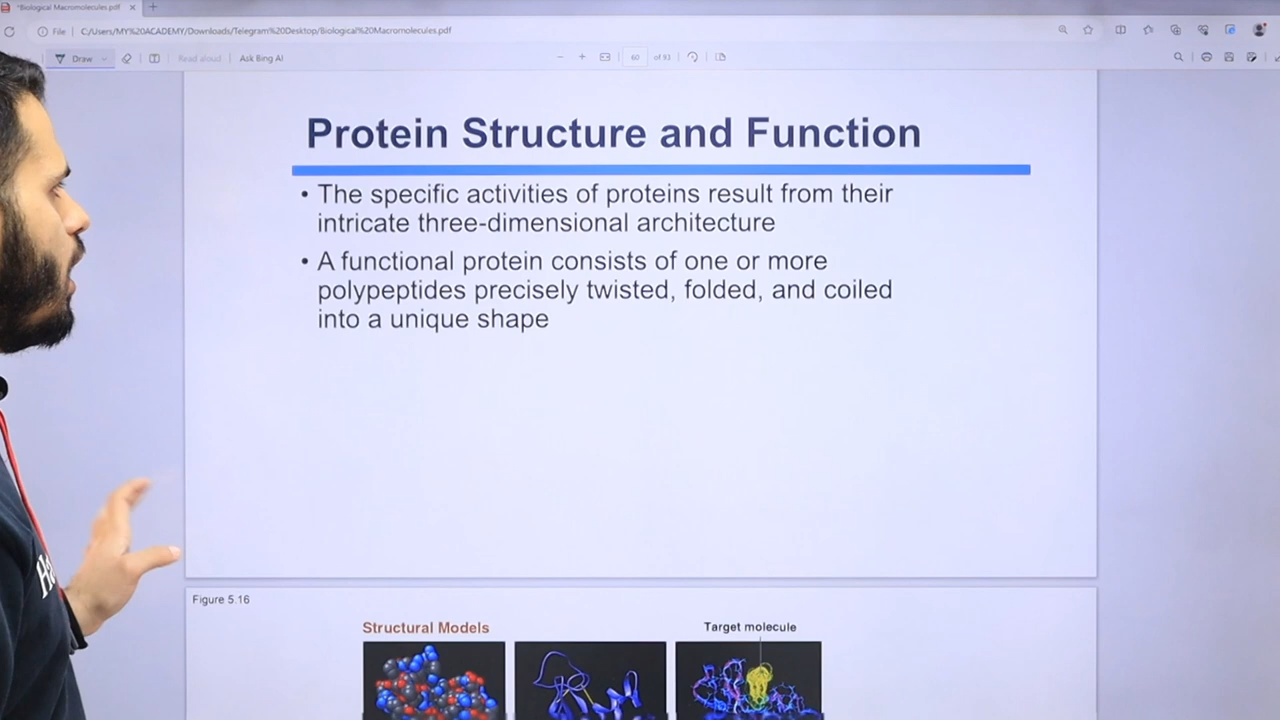 *Biological Macromolecules.pdf
File
C:/Users/MY%20ACADEMY/Downloads/Telegram%20Desktop/Biological%20Macromolecules.pdf
Draw
Read aloud
Ask Bing AI
60
of 93
Protein Structure and Function
• The specific activities of proteins result from their
intricate three-dimensional architecture
• A functional protein consists of one or more
polypeptides precisely twisted, folded, and coiled
into a unique shape
Figure 5.16
Structural Models
Target molecule